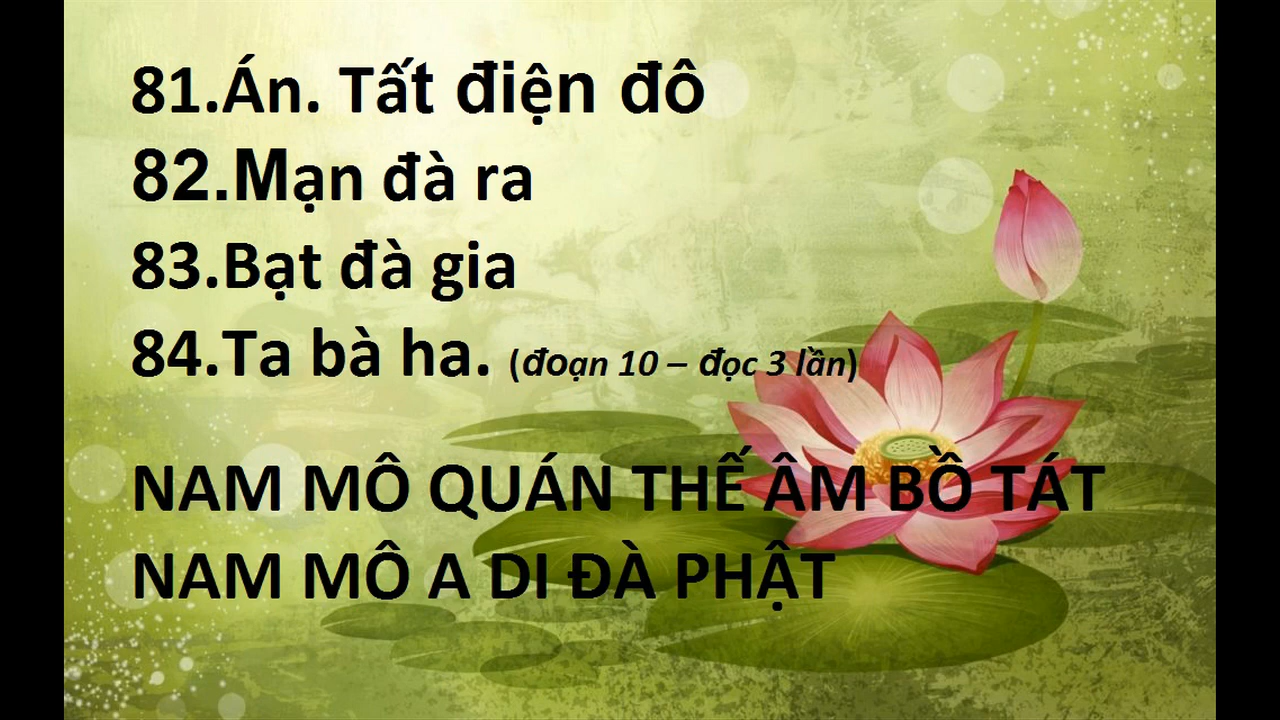 81.Án. Tất điện đô
82.Mạn đà ra
83.Bạt đà gia
84.Ta bà ha. (đoạn 10 – đọc 3 lần)
NAM MÔ QUÁN THẾ ÂM BỒ TÁT
NAM MÔ A DI ĐÀ PHẬT